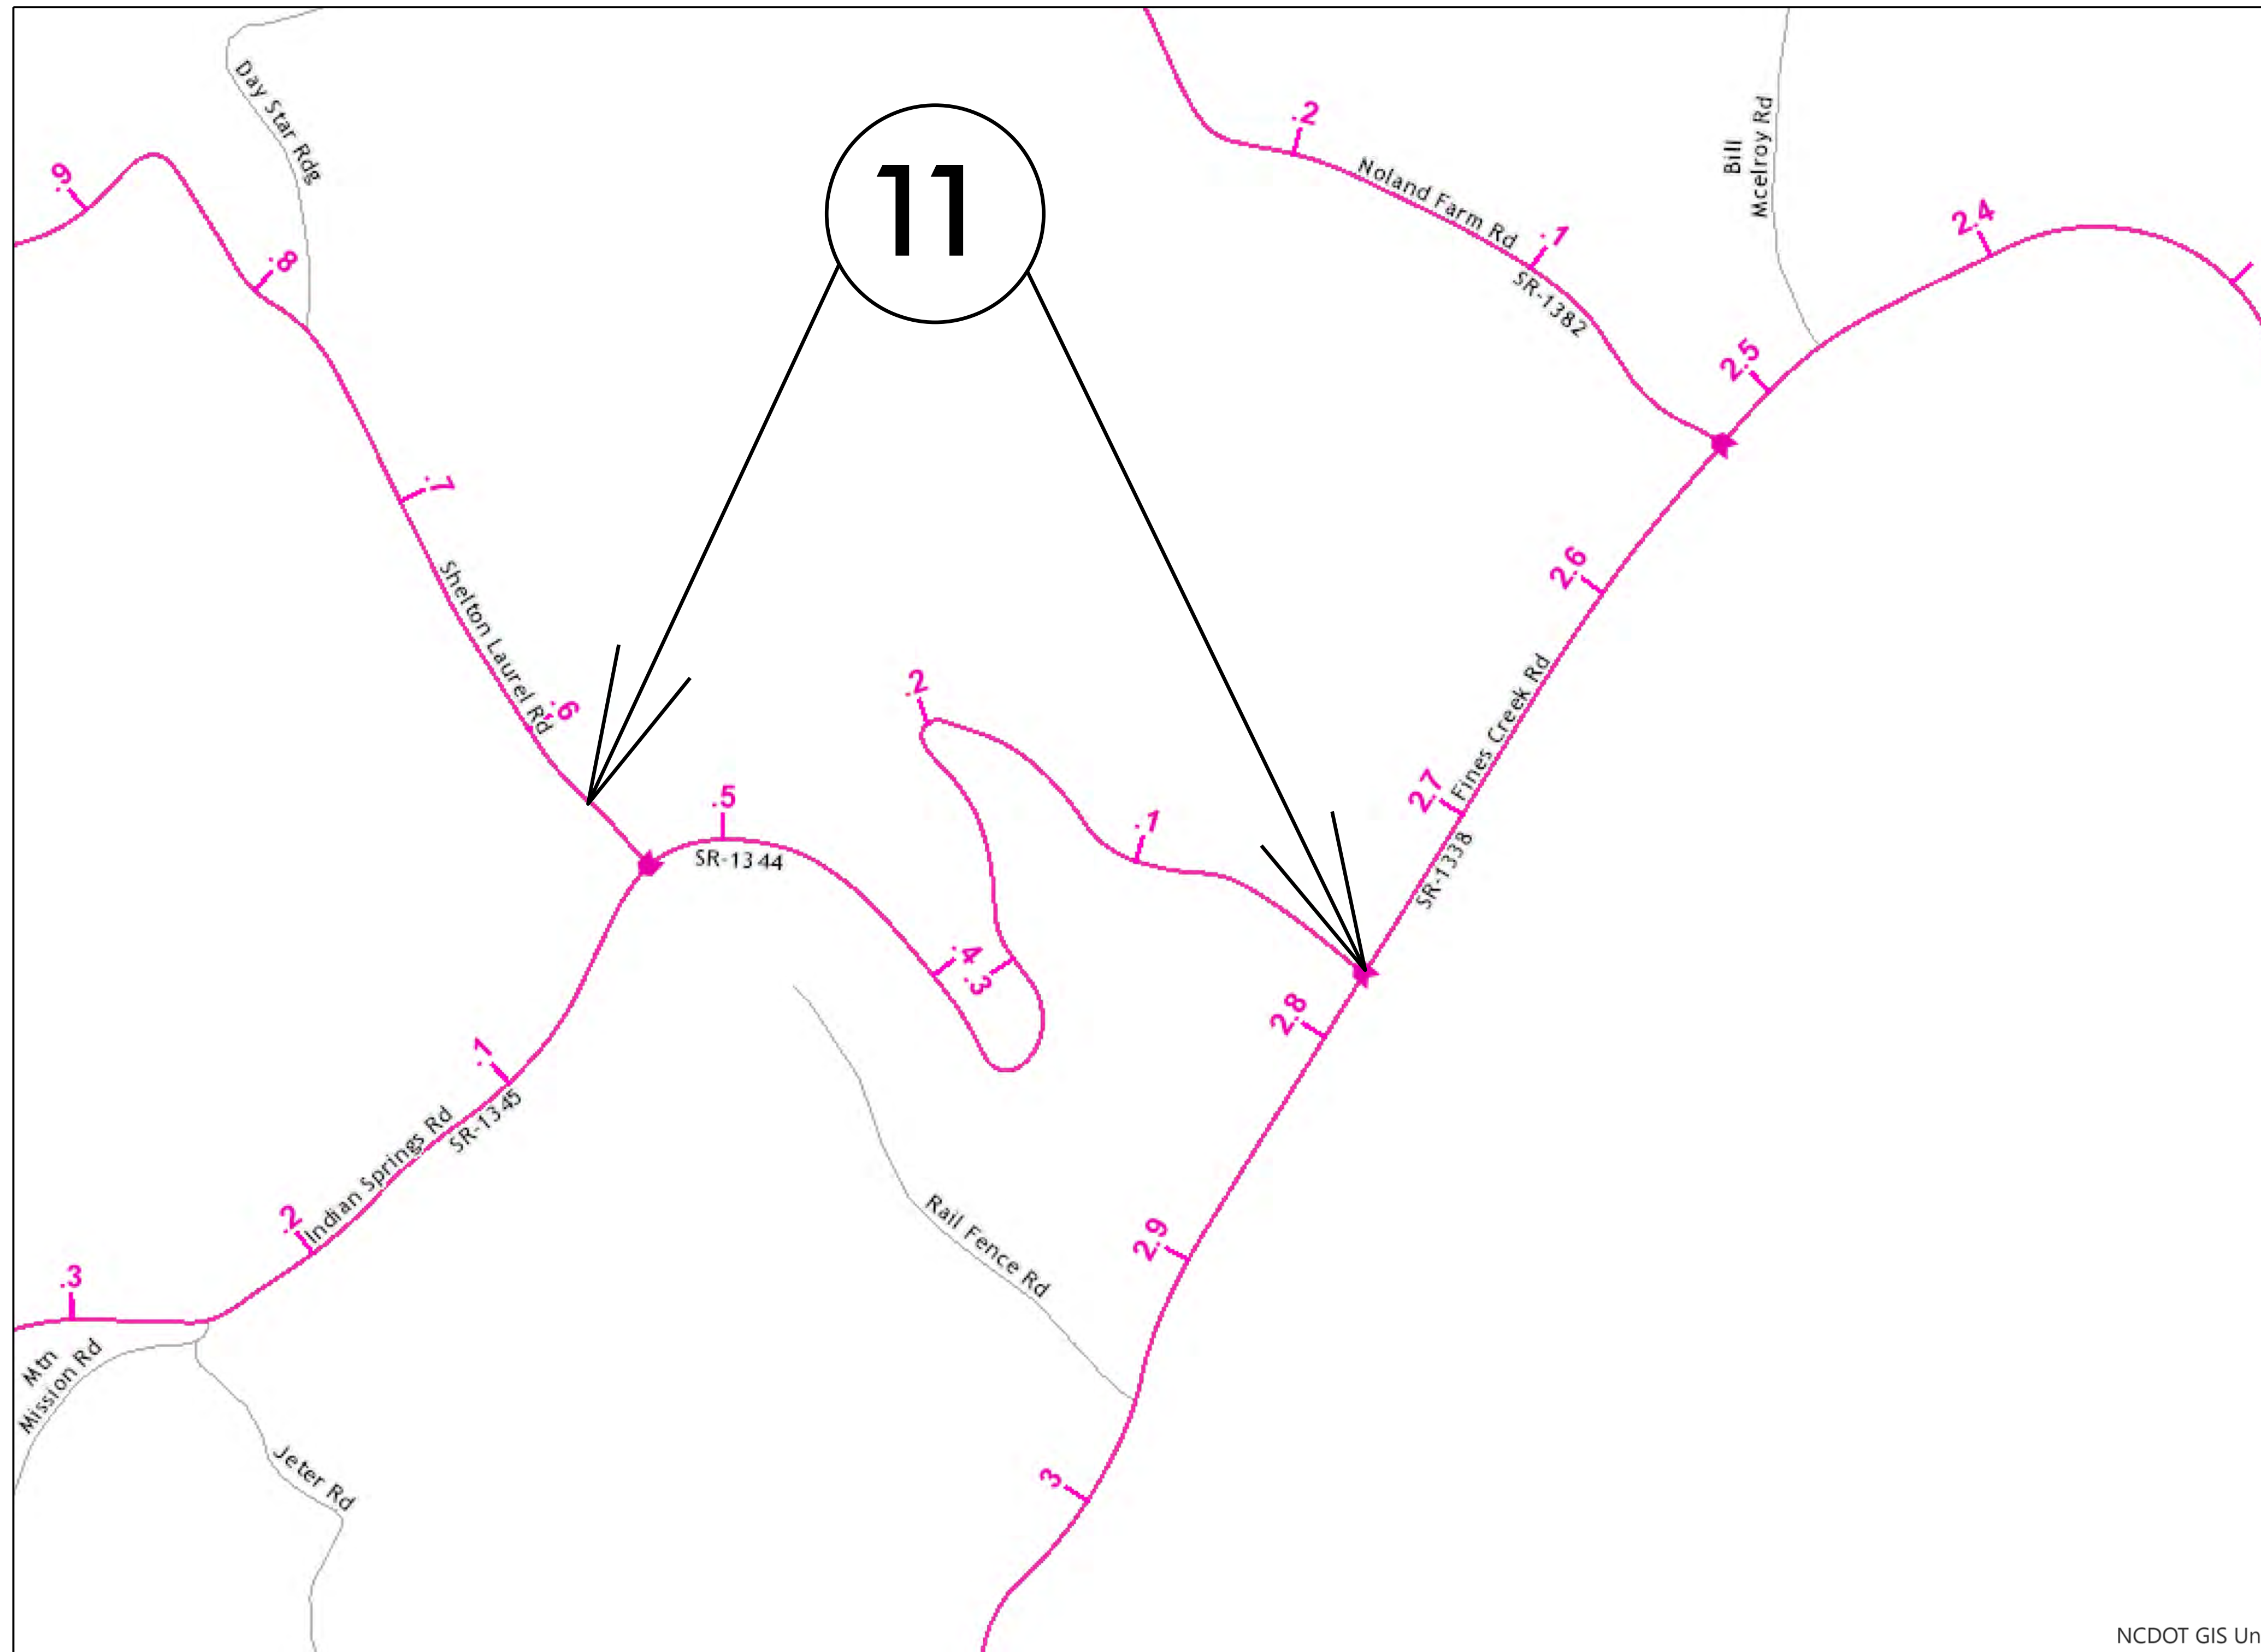 Day Star Rdg
.9
.8
.7
Shelton Laurel Rd
.6
11
.2
Noland Farm Rd
.1
SR-1382
Bill
Mcelroy Rd
2.4
2.5
2.6
Fines Creek Rd
2.7
SR-1338
2.8
2.9
3
.5
SR-1344
.2
.1
.4
.3
.1
SR-1345
Indian Springs Rd
.2
.3
Mtn
Mission Rd
Jeter Rd
Rail Fence Rd
NCDOT GIS Un